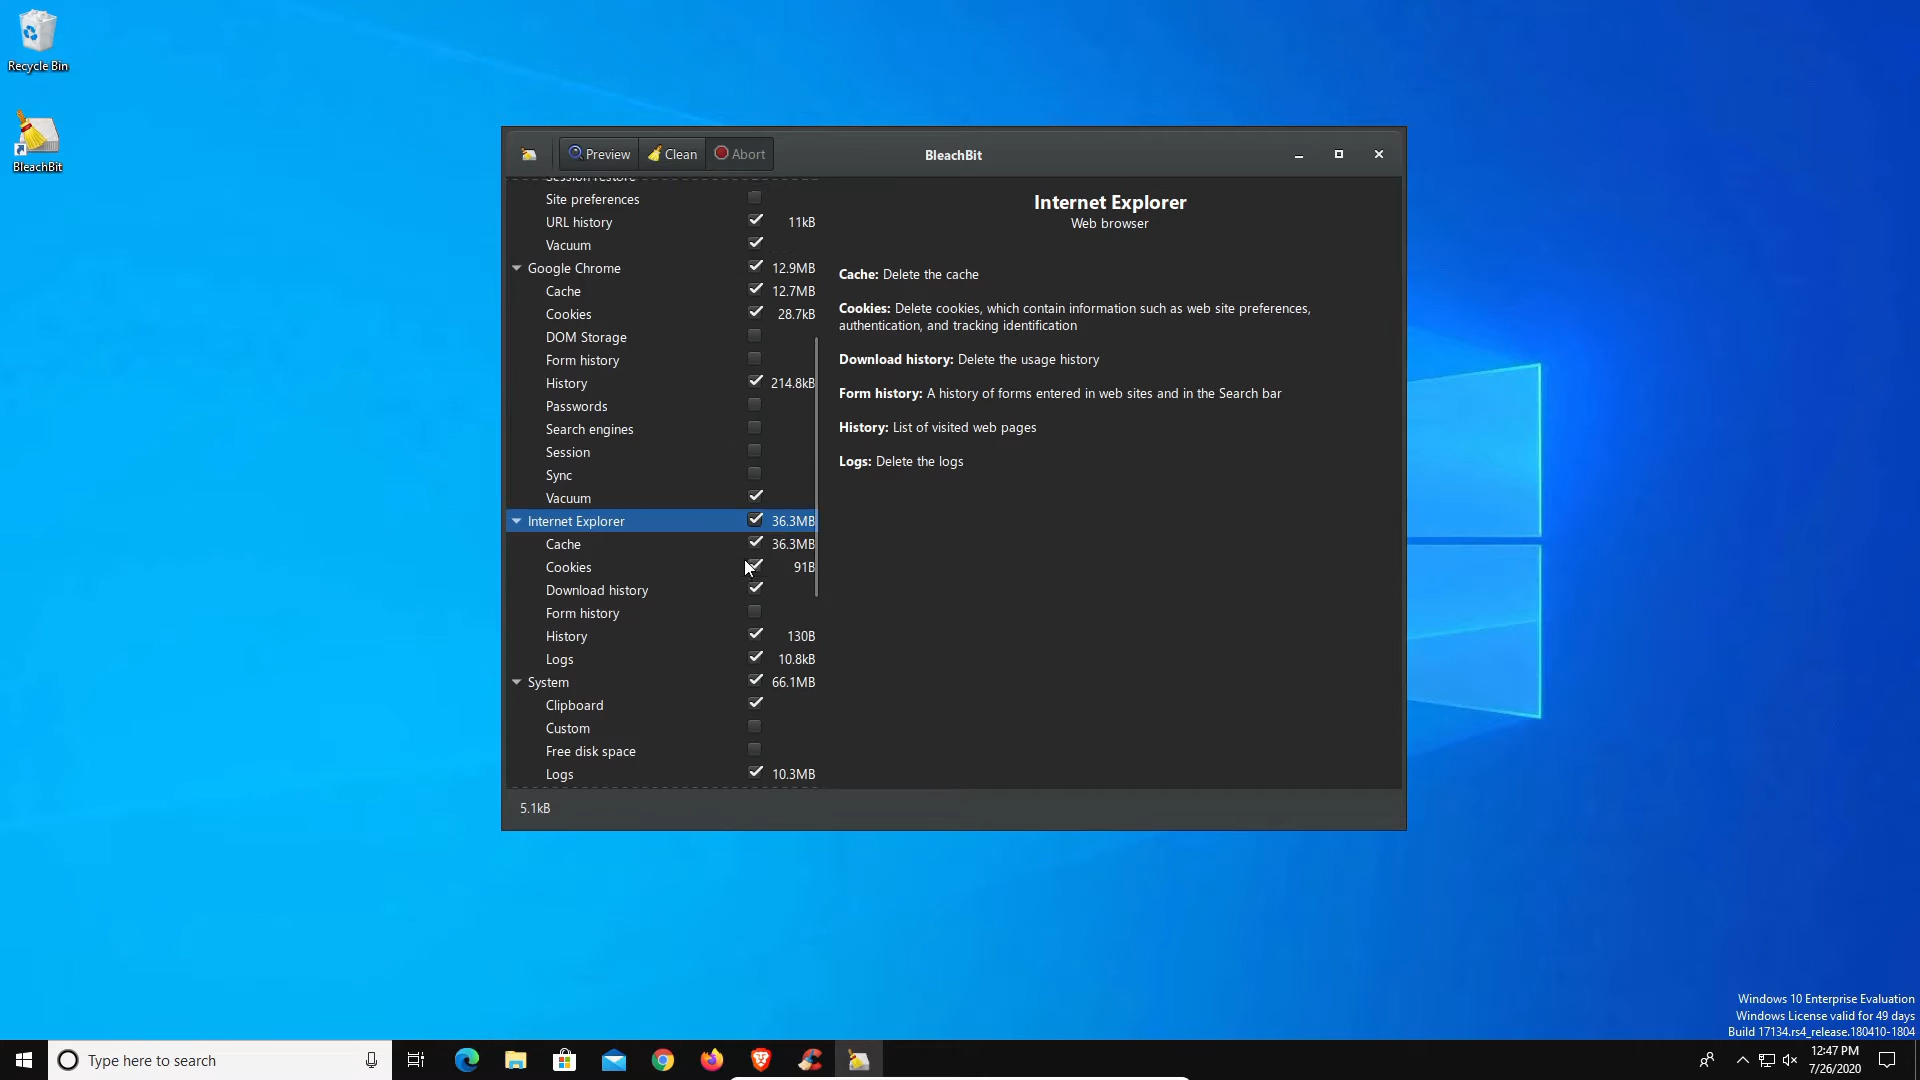 Recycle Bin
BleachBit
Preview
Clean
Abort
BleachBit
Session restore
Site preferences
URL history 11kB
Vacuum
Google Chrome 12.9MB
Cache 12.7MB
Cookies 28.7kB
DOM Storage
Form history
History 214.8kB
Passwords
Search engines
Session
Sync
Vacuum
Internet Explorer 36.3MB
Cache 36.3MB
Cookies 91B
Download history
Form history
History 130B
Logs 10.8kB
System 66.1MB
Clipboard
Custom
Free disk space
Logs 10.3MB
5.1kB
Internet Explorer
Web browser
Cache: Delete the cache
Cookies: Delete cookies, which contain information such as web site preferences,
authentication, and tracking identification
Download history: Delete the usage history
Form history: A history of forms entered in web sites and in the Search bar
History: List of visited web pages
Logs: Delete the logs
Windows 10 Enterprise Evaluation
Windows License valid for 49 days
Build 17134.rs4_release.180410-1804
Type here to search
12:47 PM
7/26/2020